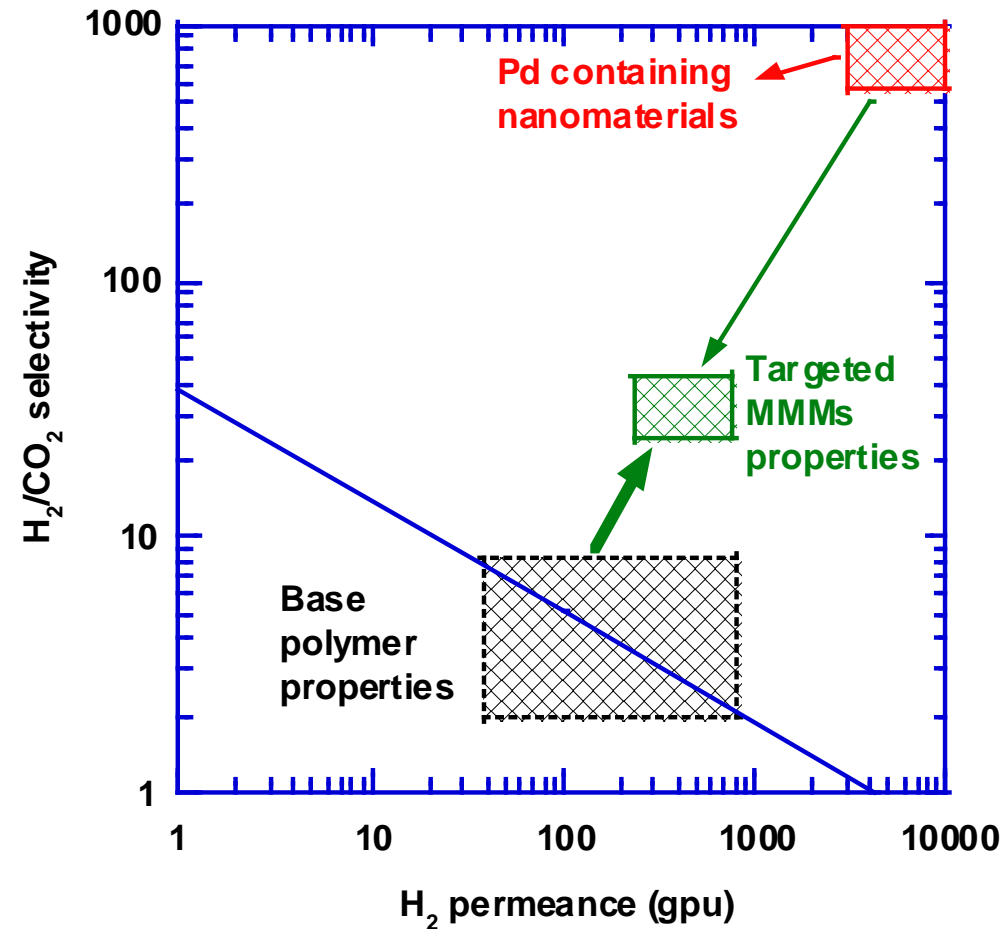 1000
Pd containing
nanomaterials
100
Targeted
MMMs
properties
H₂/CO₂ selectivity
10
Base
polymer
properties
1
1 10 100 1000 10000
H₂ permeance (gpu)